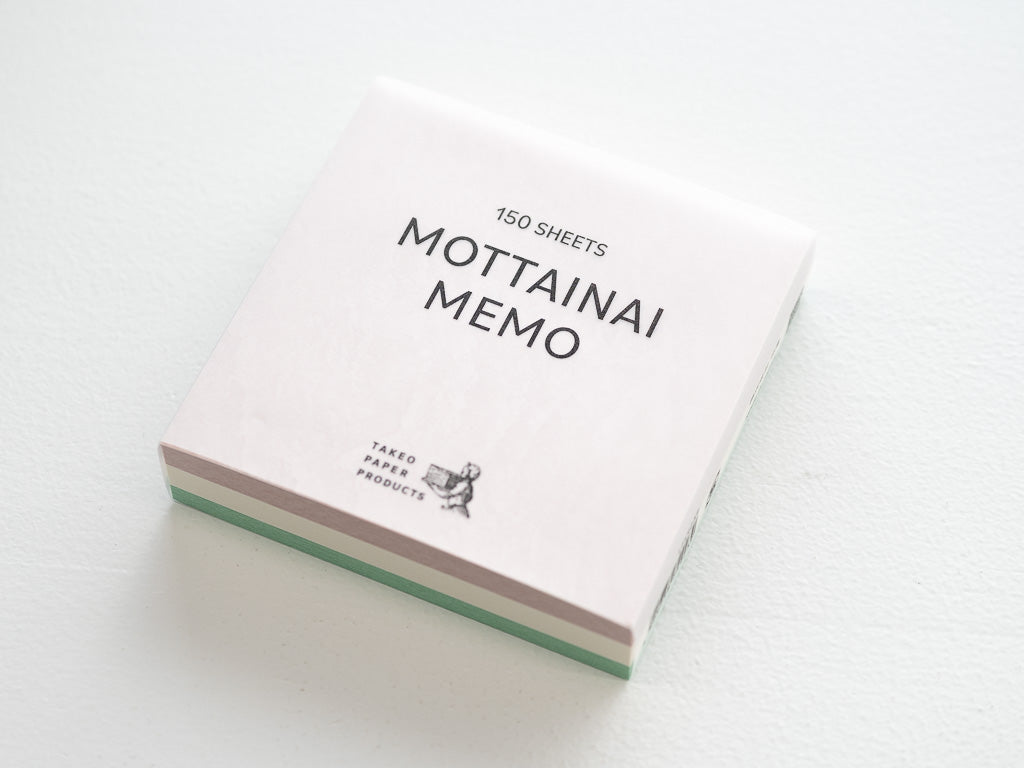 150 SHEETS
MOTTAINAI
MEMO
TAKEO
PAPER
PRODUCTS